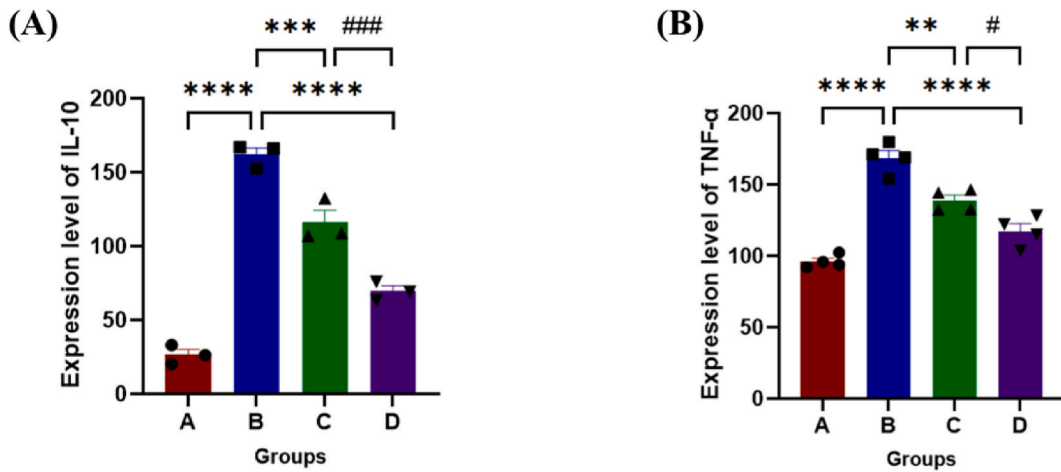 (A)
*** ###
**** ****
Expression level of IL-10
200
150
100
50
0
A B C D
Groups
(B)
** #
**** ****
Expression level of TNF-α
200
150
100
50
0
A B C D
Groups